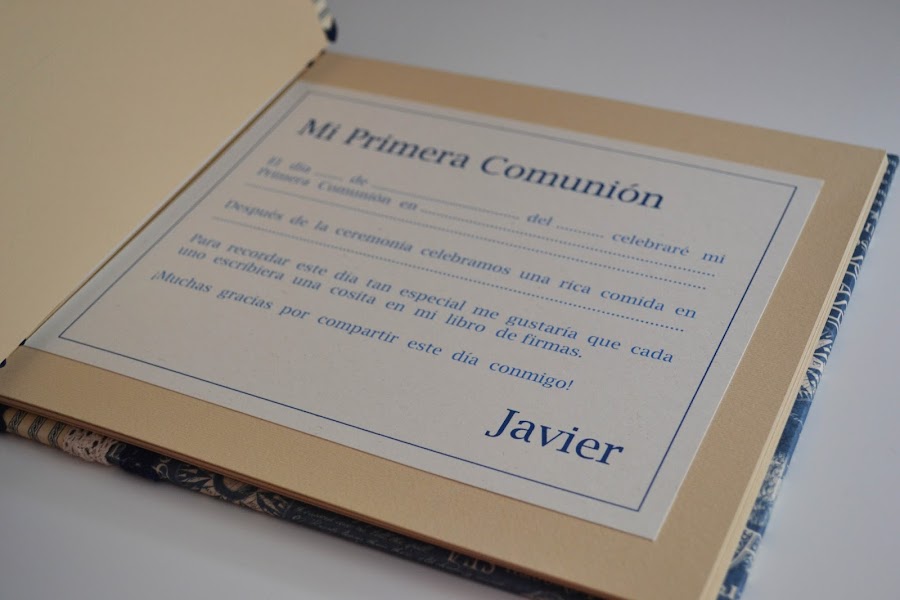 Mi Primera Comunión
El día ...... de ........................................ del ............ celebraré mi
Primera Comunión en ........................................................................
................................................................................................
Después de la ceremonia celebramos una rica comida en
................................................................................................
Para recordar este día tan especial me gustaría que cada
uno escribiera una cosita en mi libro de firmas.
¡Muchas gracias por compartir este día conmigo!
Javier